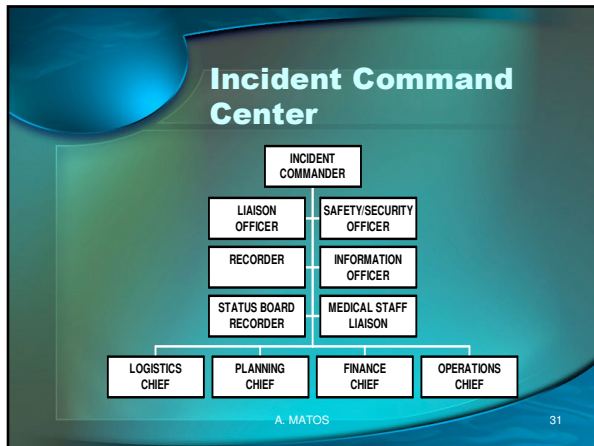 Incident Command
Center
INCIDENT
COMMANDER
LIAISON
OFFICER
SAFETY/SECURITY
OFFICER
RECORDER
INFORMATION
OFFICER
STATUS BOARD
RECORDER
MEDICAL STAFF
LIAISON
LOGISTICS
CHIEF
PLANNING
CHIEF
FINANCE
CHIEF
OPERATIONS
CHIEF
A. MATOS
31